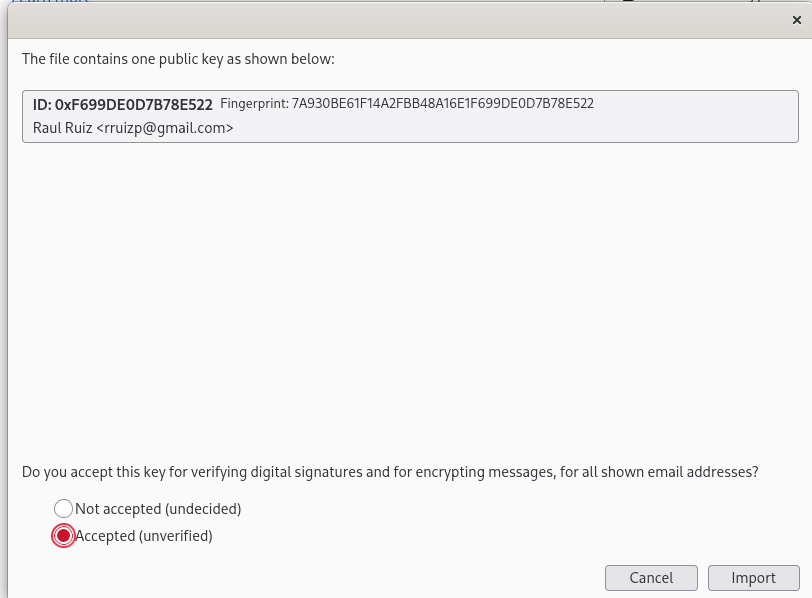 The file contains one public key as shown below:
ID: 0xF699DE0D7B78E522 Fingerprint: 7A930BE61F14A2FBB48A16E1F699DE0D7B78E522
Raul Ruiz <rruizp@gmail.com>
Do you accept this key for verifying digital signatures and for encrypting messages, for all shown email addresses?
Not accepted (undecided)
Accepted (unverified)
Cancel Import